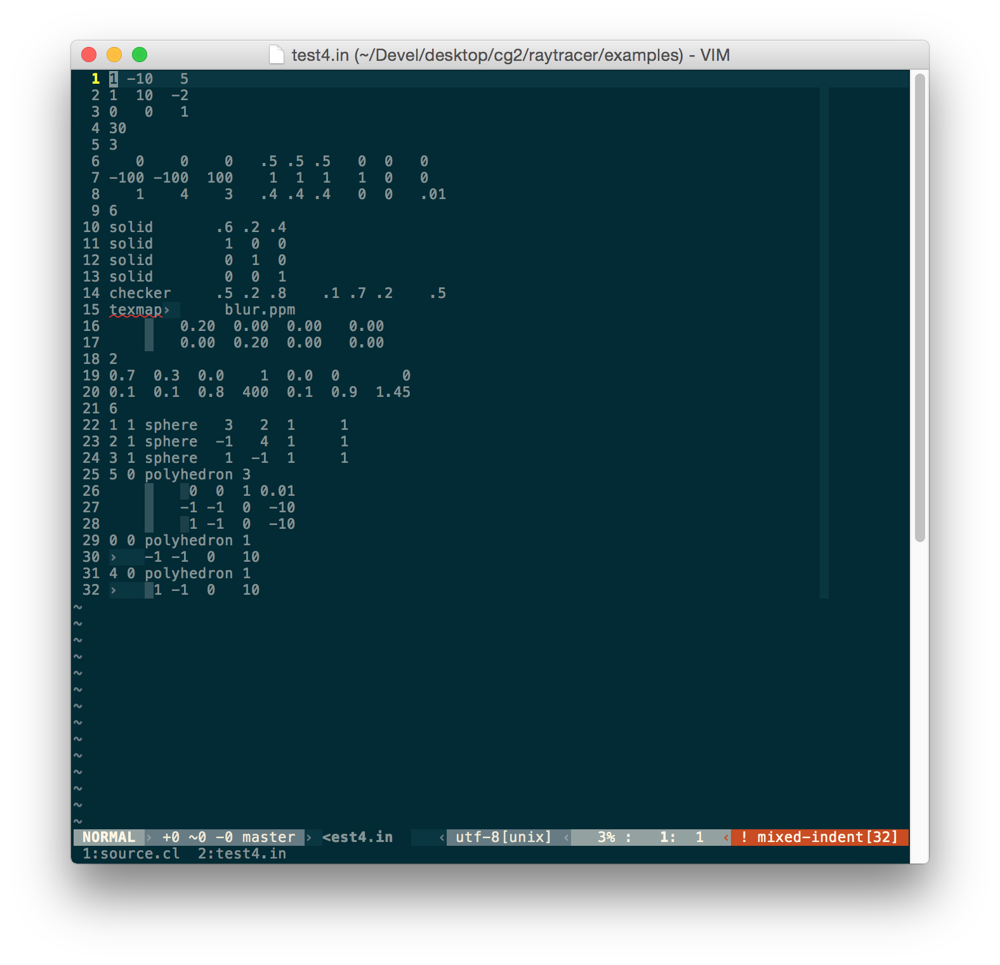 test4.in (~/Devel/desktop/cg2/raytracer/examples) - VIM
1 1 -10   5
2 1  10  -2
3 0   0   1
4 30
5 3
6    0    0    0   .5 .5 .5   0  0   0
7 -100 -100  100    1  1  1   1  0   0
8    1    4    3   .4 .4 .4   0  0   .01
9 6
10 solid       .6 .2 .4
11 solid        1  0  0
12 solid        0  1  0
13 solid        0  0  1
14 checker     .5 .2 .8    .1 .7 .2    .5
15 texmap›      blur.ppm
16         0.20  0.00  0.00   0.00
17         0.00  0.20  0.00   0.00
18 2
19 0.7  0.3  0.0    1  0.0  0       0
20 0.1  0.1  0.8  400  0.1  0.9  1.45
21 6
22 1 1 sphere   3   2  1     1
23 2 1 sphere  -1   4  1     1
24 3 1 sphere   1  -1  1     1
25 5 0 polyhedron 3
26          0  0  1 0.01
27         -1 -1  0  -10
28          1 -1  0  -10
29 0 0 polyhedron 1
30 ›   -1 -1  0   10
31 4 0 polyhedron 1
32 ›    1 -1  0   10
~
~
~
~
~
~
~
~
~
~
~
~
~
~
NORMAL › +0 ~0 -0 master › <est4.in ‹ utf-8[unix] ‹ 3% : 1: 1 ‹ ! mixed-indent[32]
1:source.cl  2:test4.in